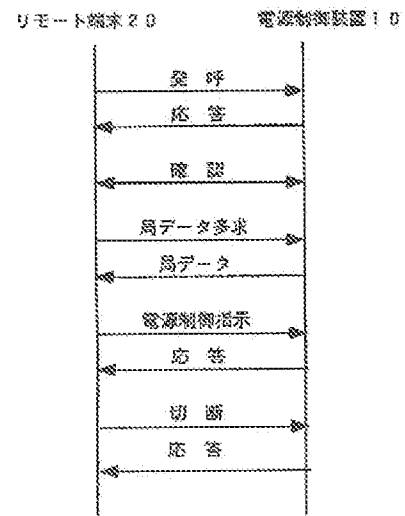 リモート端末20 電源制御装置10
発 呼
応 答
確 認
局データ多求
局データ
電源制御指示
応 答
切 断
応 答